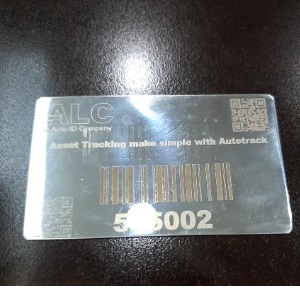 ALC
Auto-ID Company
Asset Tracking make simple with Autotrack